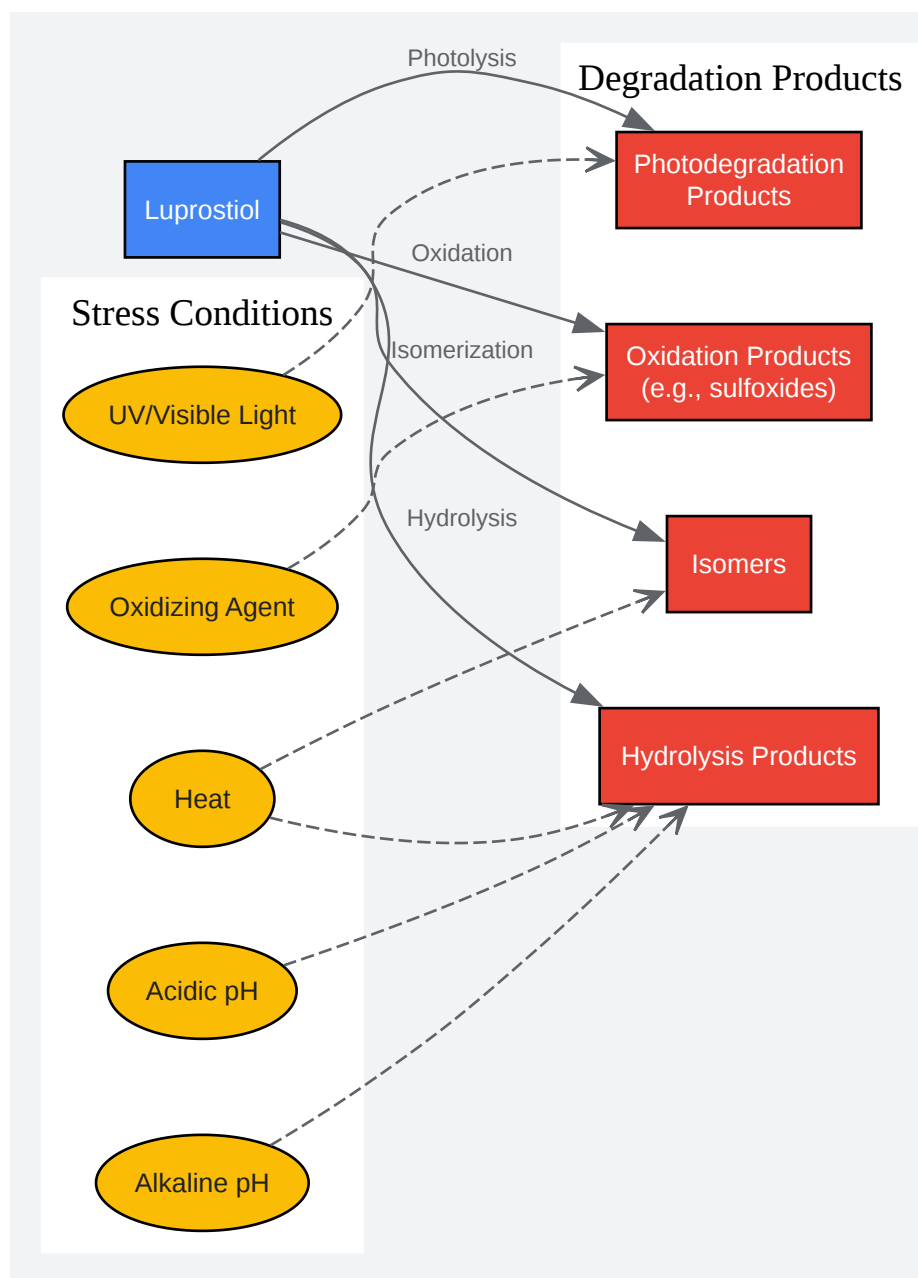 Photolysis
Degradation Products
Photodegradation
Products
Luprostiol
Oxidation
Stress Conditions
Isomerization
Oxidation Products
(e.g., sulfoxides)
UV/Visible Light
Hydrolysis
Isomers
Oxidizing Agent
Hydrolysis Products
Heat
Acidic pH
Alkaline pH